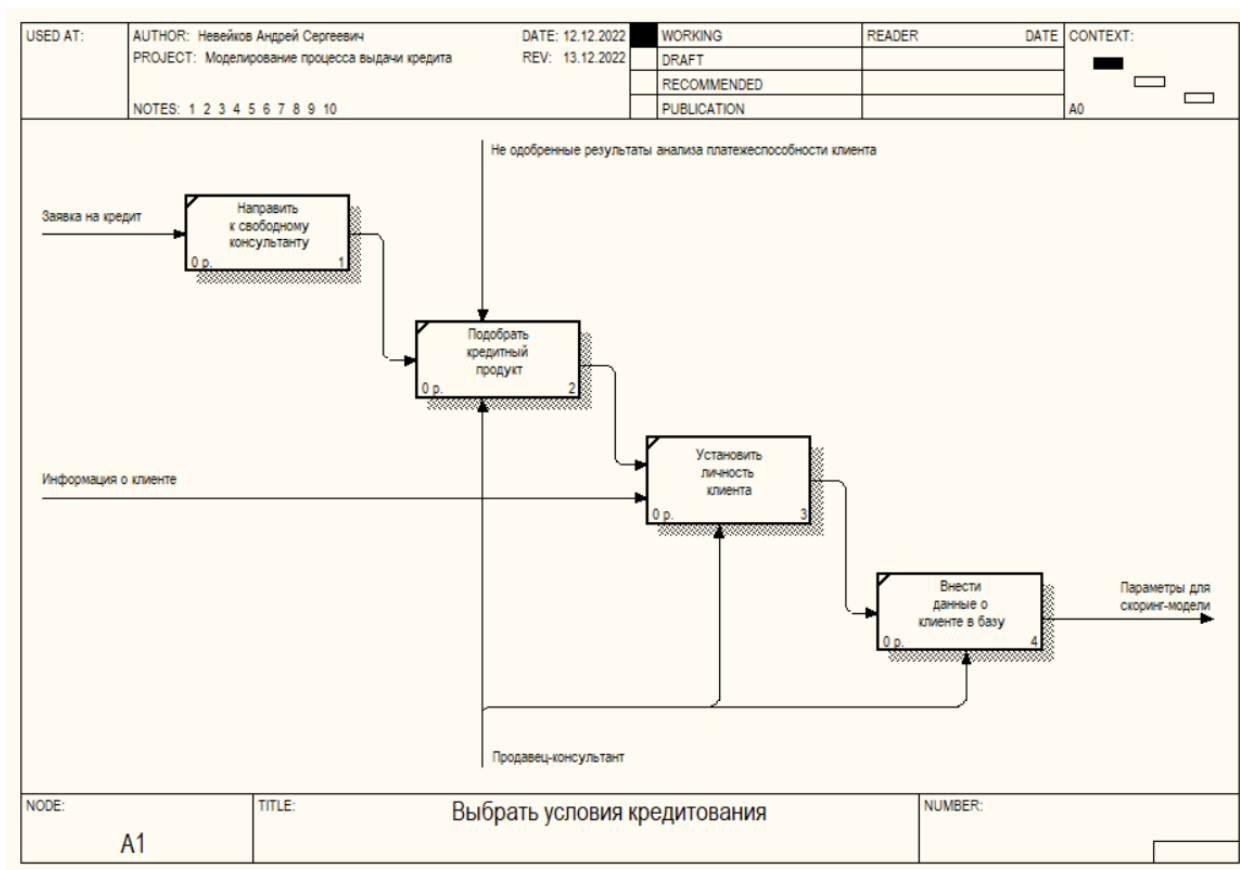 USED AT:
AUTHOR: Невейков Андрей Сергеевич
DATE: 12.12.2022
PROJECT: Моделирование процесса выдачи кредита
REV: 13.12.2022
NOTES: 1 2 3 4 5 6 7 8 9 10
WORKING
DRAFT
RECOMMENDED
PUBLICATION
READER DATE
CONTEXT:
A0
Не одобренные результаты анализа платежеспособности клиента
Заявка на кредит
Направить
к свободному
консультанту
0 р. 1
Подобрать
кредитный
продукт
0 р. 2
Информация о клиенте
Установить
личность
клиента
0 р. 3
Внести
данные о
клиенте в базу
0 р. 4
Параметры для
скоринг-модели
Продавец-консультант
NODE:
A1
TITLE:
Выбрать условия кредитования
NUMBER: